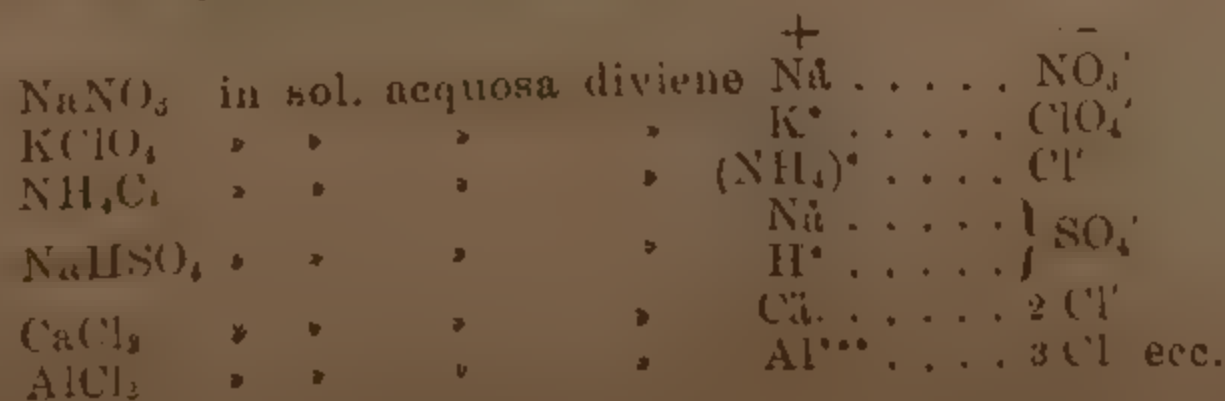 + −
NaNO₃ in sol. acquosa diviene Na̎ . . . . . NO₃'
KClO₄ » » » » K• . . . . . ClO₄'
NH₄Cl » » » » (NH₄)• . . . . Cl'
Na̎ . . . . . }
NaHSO₄ » » » » H• . . . . . } SO₄'
CaCl₂ » » » » Ca̎. . . . . . 2 Cl'
AlCl₃ » » » » Al••• . . . . 3 Cl ecc.